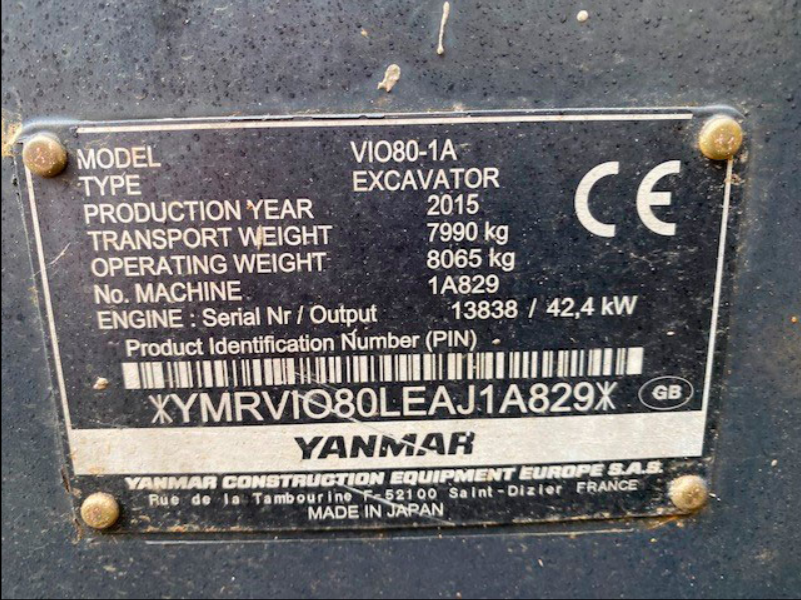 MODEL VIO80-1A
TYPE EXCAVATOR
PRODUCTION YEAR 2015
TRANSPORT WEIGHT 7990 kg
OPERATING WEIGHT 8065 kg
No. MACHINE 1A829
ENGINE : Serial Nr / Output 13838 / 42,4 kW
CE
Product Identification Number (PIN)
*YMRVIO80LEAJ1A829*
GB
YANMAR
YANMAR CONSTRUCTION EQUIPMENT EUROPE S.A.S.
Rue de la Tambourine F-52100 Saint-Dizier FRANCE
MADE IN JAPAN